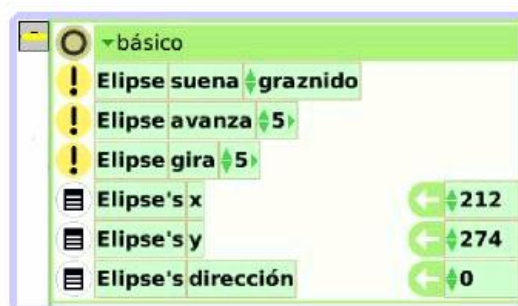 básico
Elipse suena graznido
Elipse avanza 5
Elipse gira 5
Elipse's x 212
Elipse's y 274
Elipse's dirección 0